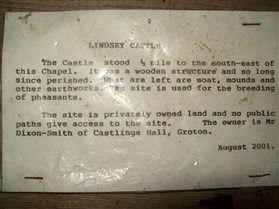 LINDSEY CASTLE
The Castle stood ½ mile to the south-east of
this Chapel. It was a wooden structure and so long
since perished. What are left are moat, mounds and
other earthworks. The site is used for the breeding
of pheasants.
The site is privately owned land and no public
paths give access to the site. The owner is Mr
Dixon-Smith of Castlings Hall, Groton.
August 2001.